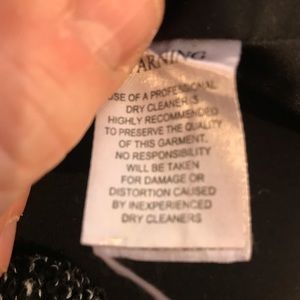 WARNING
USE OF A PROFESSIONAL
DRY CLEANER IS
HIGHLY RECOMMENDED
TO PRESERVE THE QUALITY
OF THIS GARMENT.
NO RESPONSIBILITY
WILL BE TAKEN
FOR DAMAGE OR
DISTORTION CAUSED
BY INEXPERIENCED
DRY CLEANERS